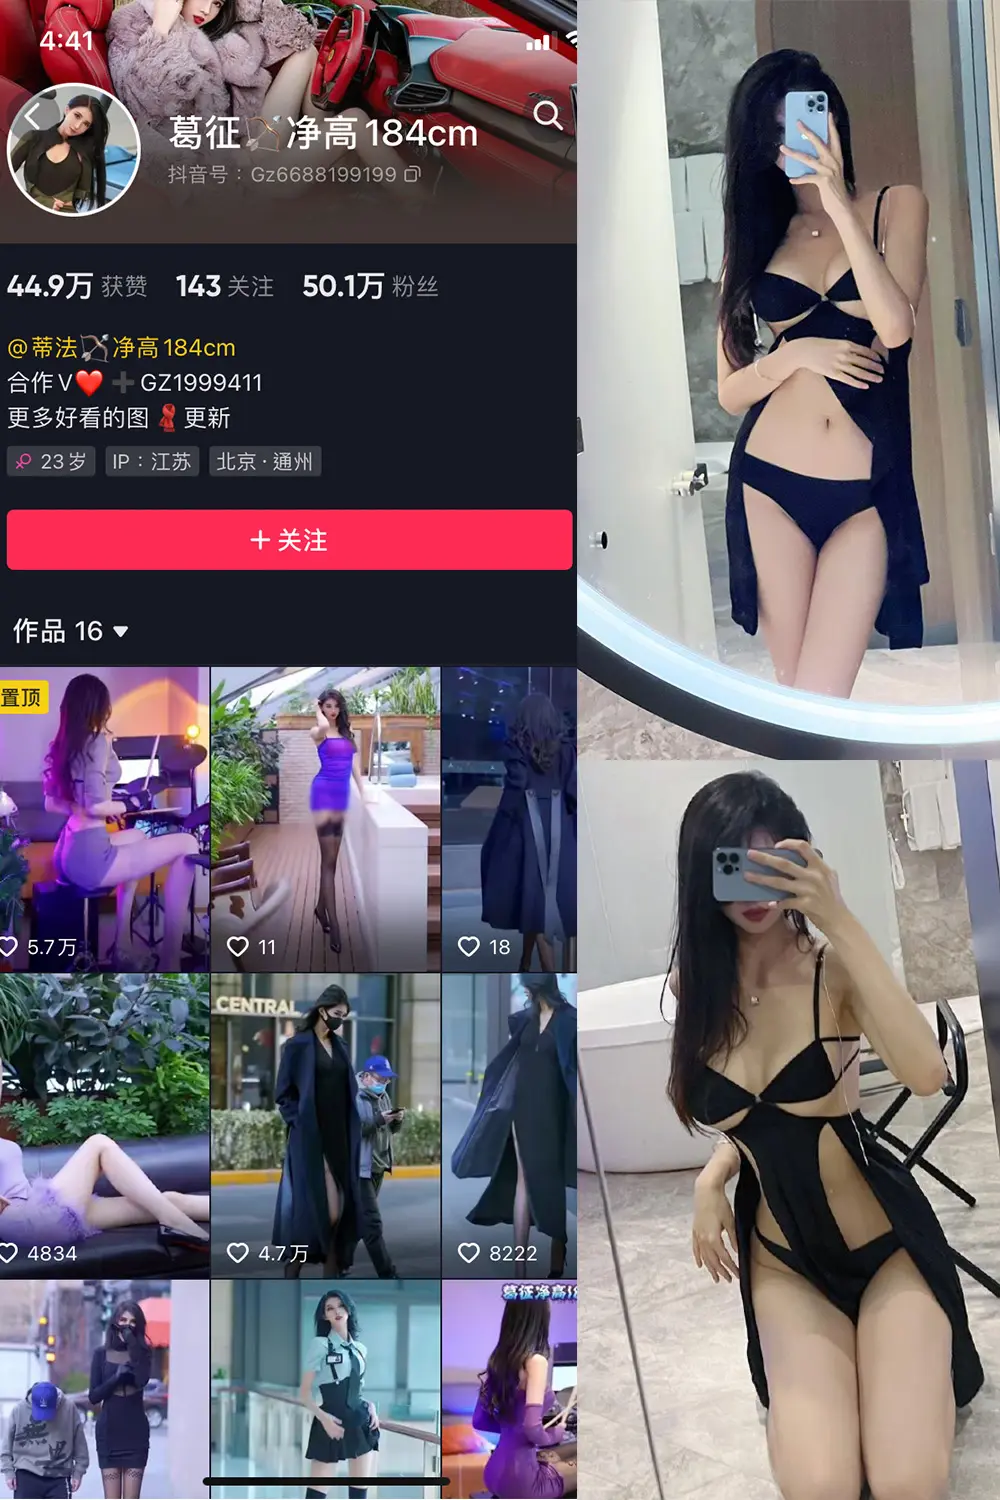 4:41
葛征🏹净高184cm
抖音号：Gz6688199199
44.9万 获赞 143 关注 50.1万 粉丝
@蒂法🏹净高184cm
合作V❤️➕GZ1999411
更多好看的图🧣更新
23岁 IP：江苏 北京·通州
+关注
作品 16
置顶
5.7万 11 18
CENTRAL
4834 4.7万 8222
葛征净高